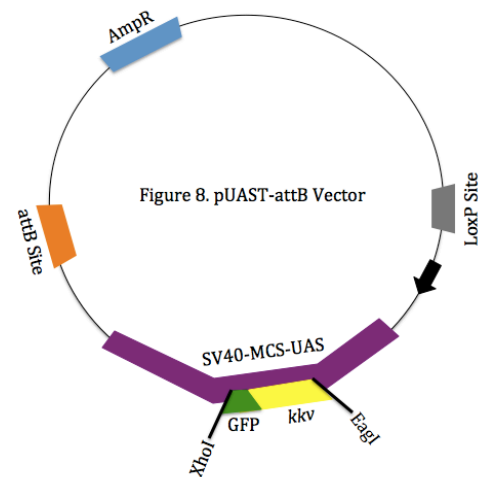 AmpR
Figure 8. pUAST-attB Vector
LoxP Site
attB Site
SV40-MCS-UAS
GFP
kkv
XhoI
EagI